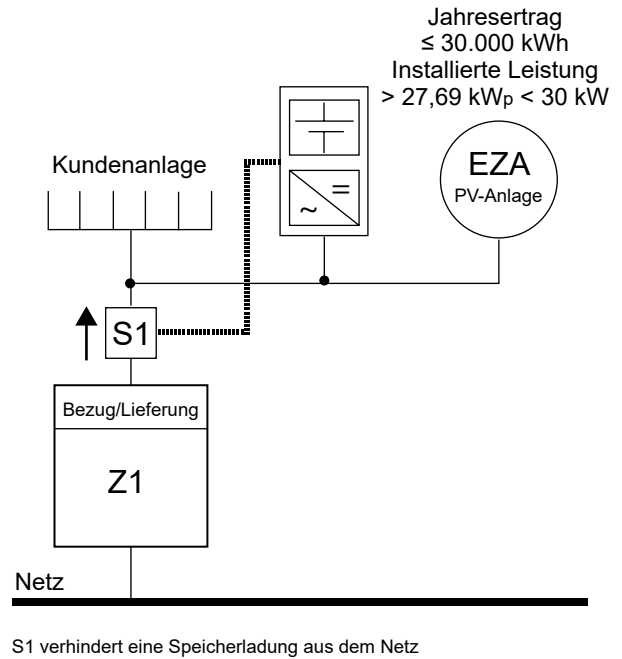 Jahresertrag
≤ 30.000 kWh
Installierte Leistung
> 27,69 kWp < 30 kW
Kundenanlage
=
~
EZA
PV-Anlage
S1
Bezug/Lieferung
Z1
Netz
S1 verhindert eine Speicherladung aus dem Netz